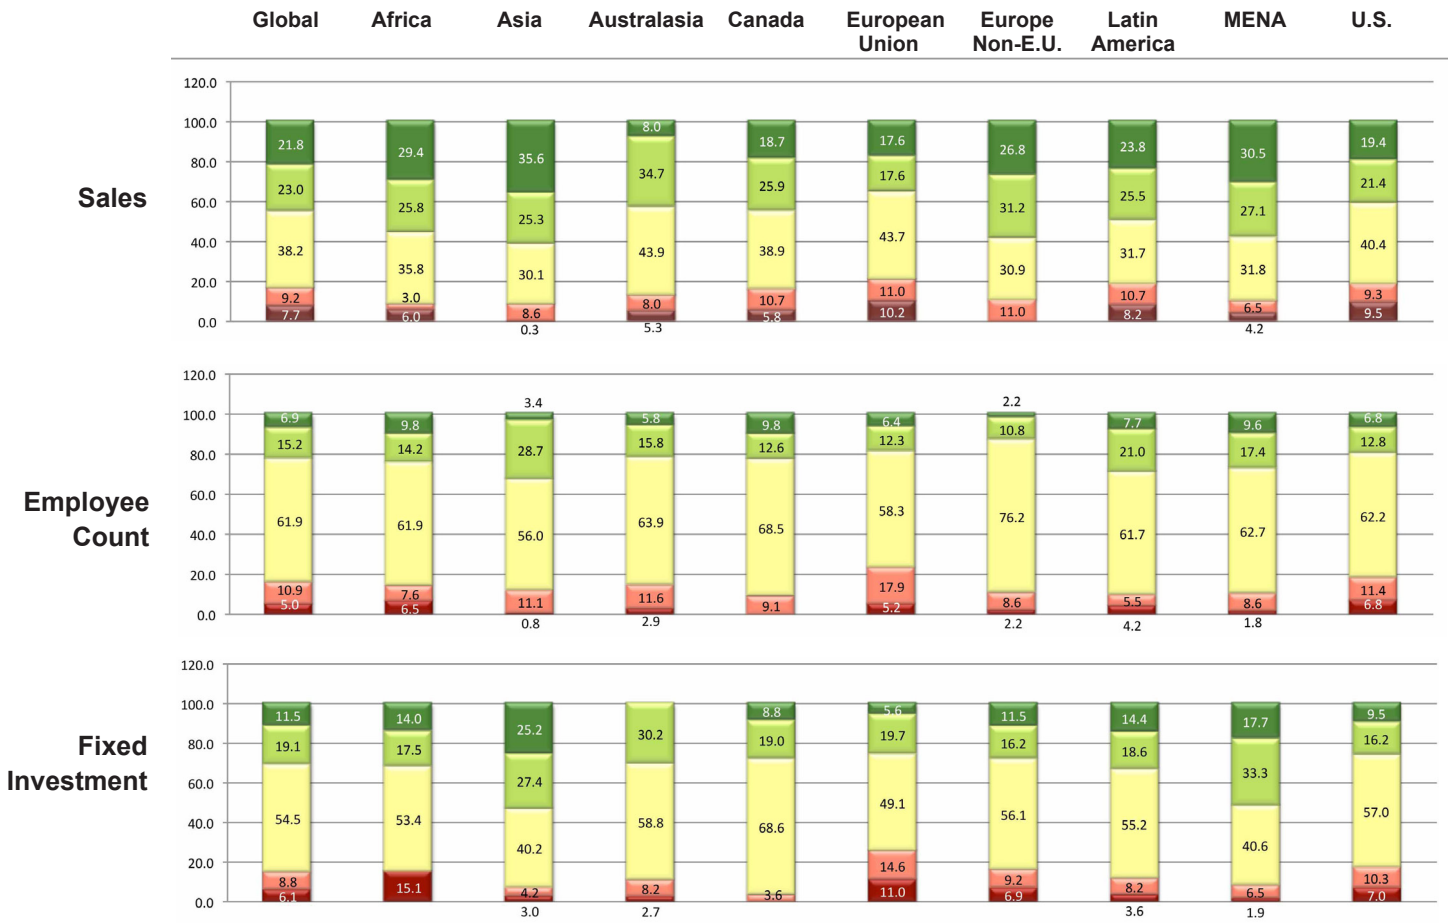 Global Africa Asia Australasia Canada European Union Europe Non-E.U. Latin America MENA U.S.
Sales
120.0
100.0
80.0
60.0
40.0
20.0
0.0
21.8 29.4 35.6 8.0 18.7 17.6 26.8 23.8 30.5 19.4
23.0 25.8 25.3 34.7 25.9 17.6 31.2 25.5 27.1 21.4
38.2 35.8 30.1 43.9 38.9 43.7 30.9 31.7 31.8 40.4
9.2 3.0 8.6 8.0 10.7 11.0 11.0 10.7 6.5 9.3
7.7 6.0 0.3 5.3 5.8 10.2 8.2 4.2 9.5
Employee
Count
120.0
100.0
80.0
60.0
40.0
20.0
0.0
6.9 9.8 3.4 5.8 9.8 6.4 2.2 7.7 9.6 6.8
15.2 14.2 28.7 15.8 12.6 12.3 10.8 21.0 17.4 12.8
61.9 61.9 56.0 63.9 68.5 58.3 76.2 61.7 62.7 62.2
10.9 7.6 11.1 11.6 9.1 17.9 8.6 5.5 8.6 11.4
5.0 6.5 0.8 2.9 5.2 2.2 4.2 1.8 6.8
Fixed
Investment
120.0
100.0
80.0
60.0
40.0
20.0
0.0
11.5 14.0 25.2 8.8 5.6 11.5 14.4 17.7 9.5
19.1 17.5 27.4 30.2 19.0 19.7 16.2 18.6 33.3 16.2
54.5 53.4 40.2 58.8 68.6 49.1 56.1 55.2 40.6 57.0
8.8 4.2 8.2 3.6 14.6 9.2 8.2 6.5 10.3
6.1 15.1 3.0 2.7 11.0 6.9 3.6 1.9 7.0